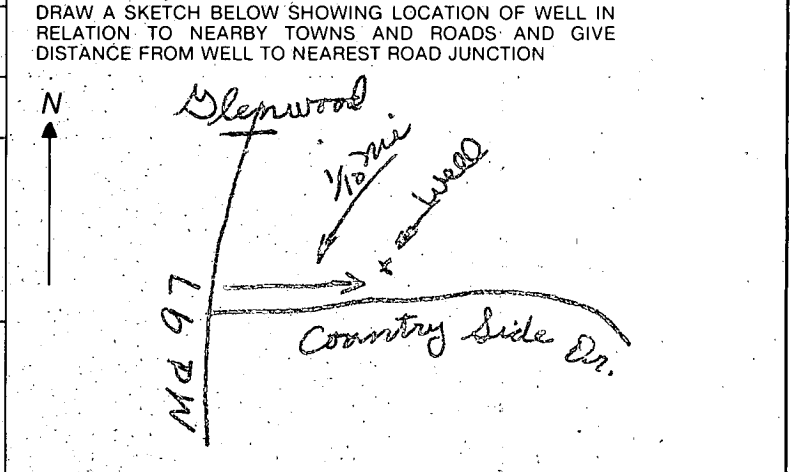 DRAW A SKETCH BELOW SHOWING LOCATION OF WELL IN
RELATION TO NEARBY TOWNS AND ROADS AND GIVE
DISTANCE FROM WELL TO NEAREST ROAD JUNCTION
N
Glenwood
1/10 mi
Well
Md 97
Country Side Dr.